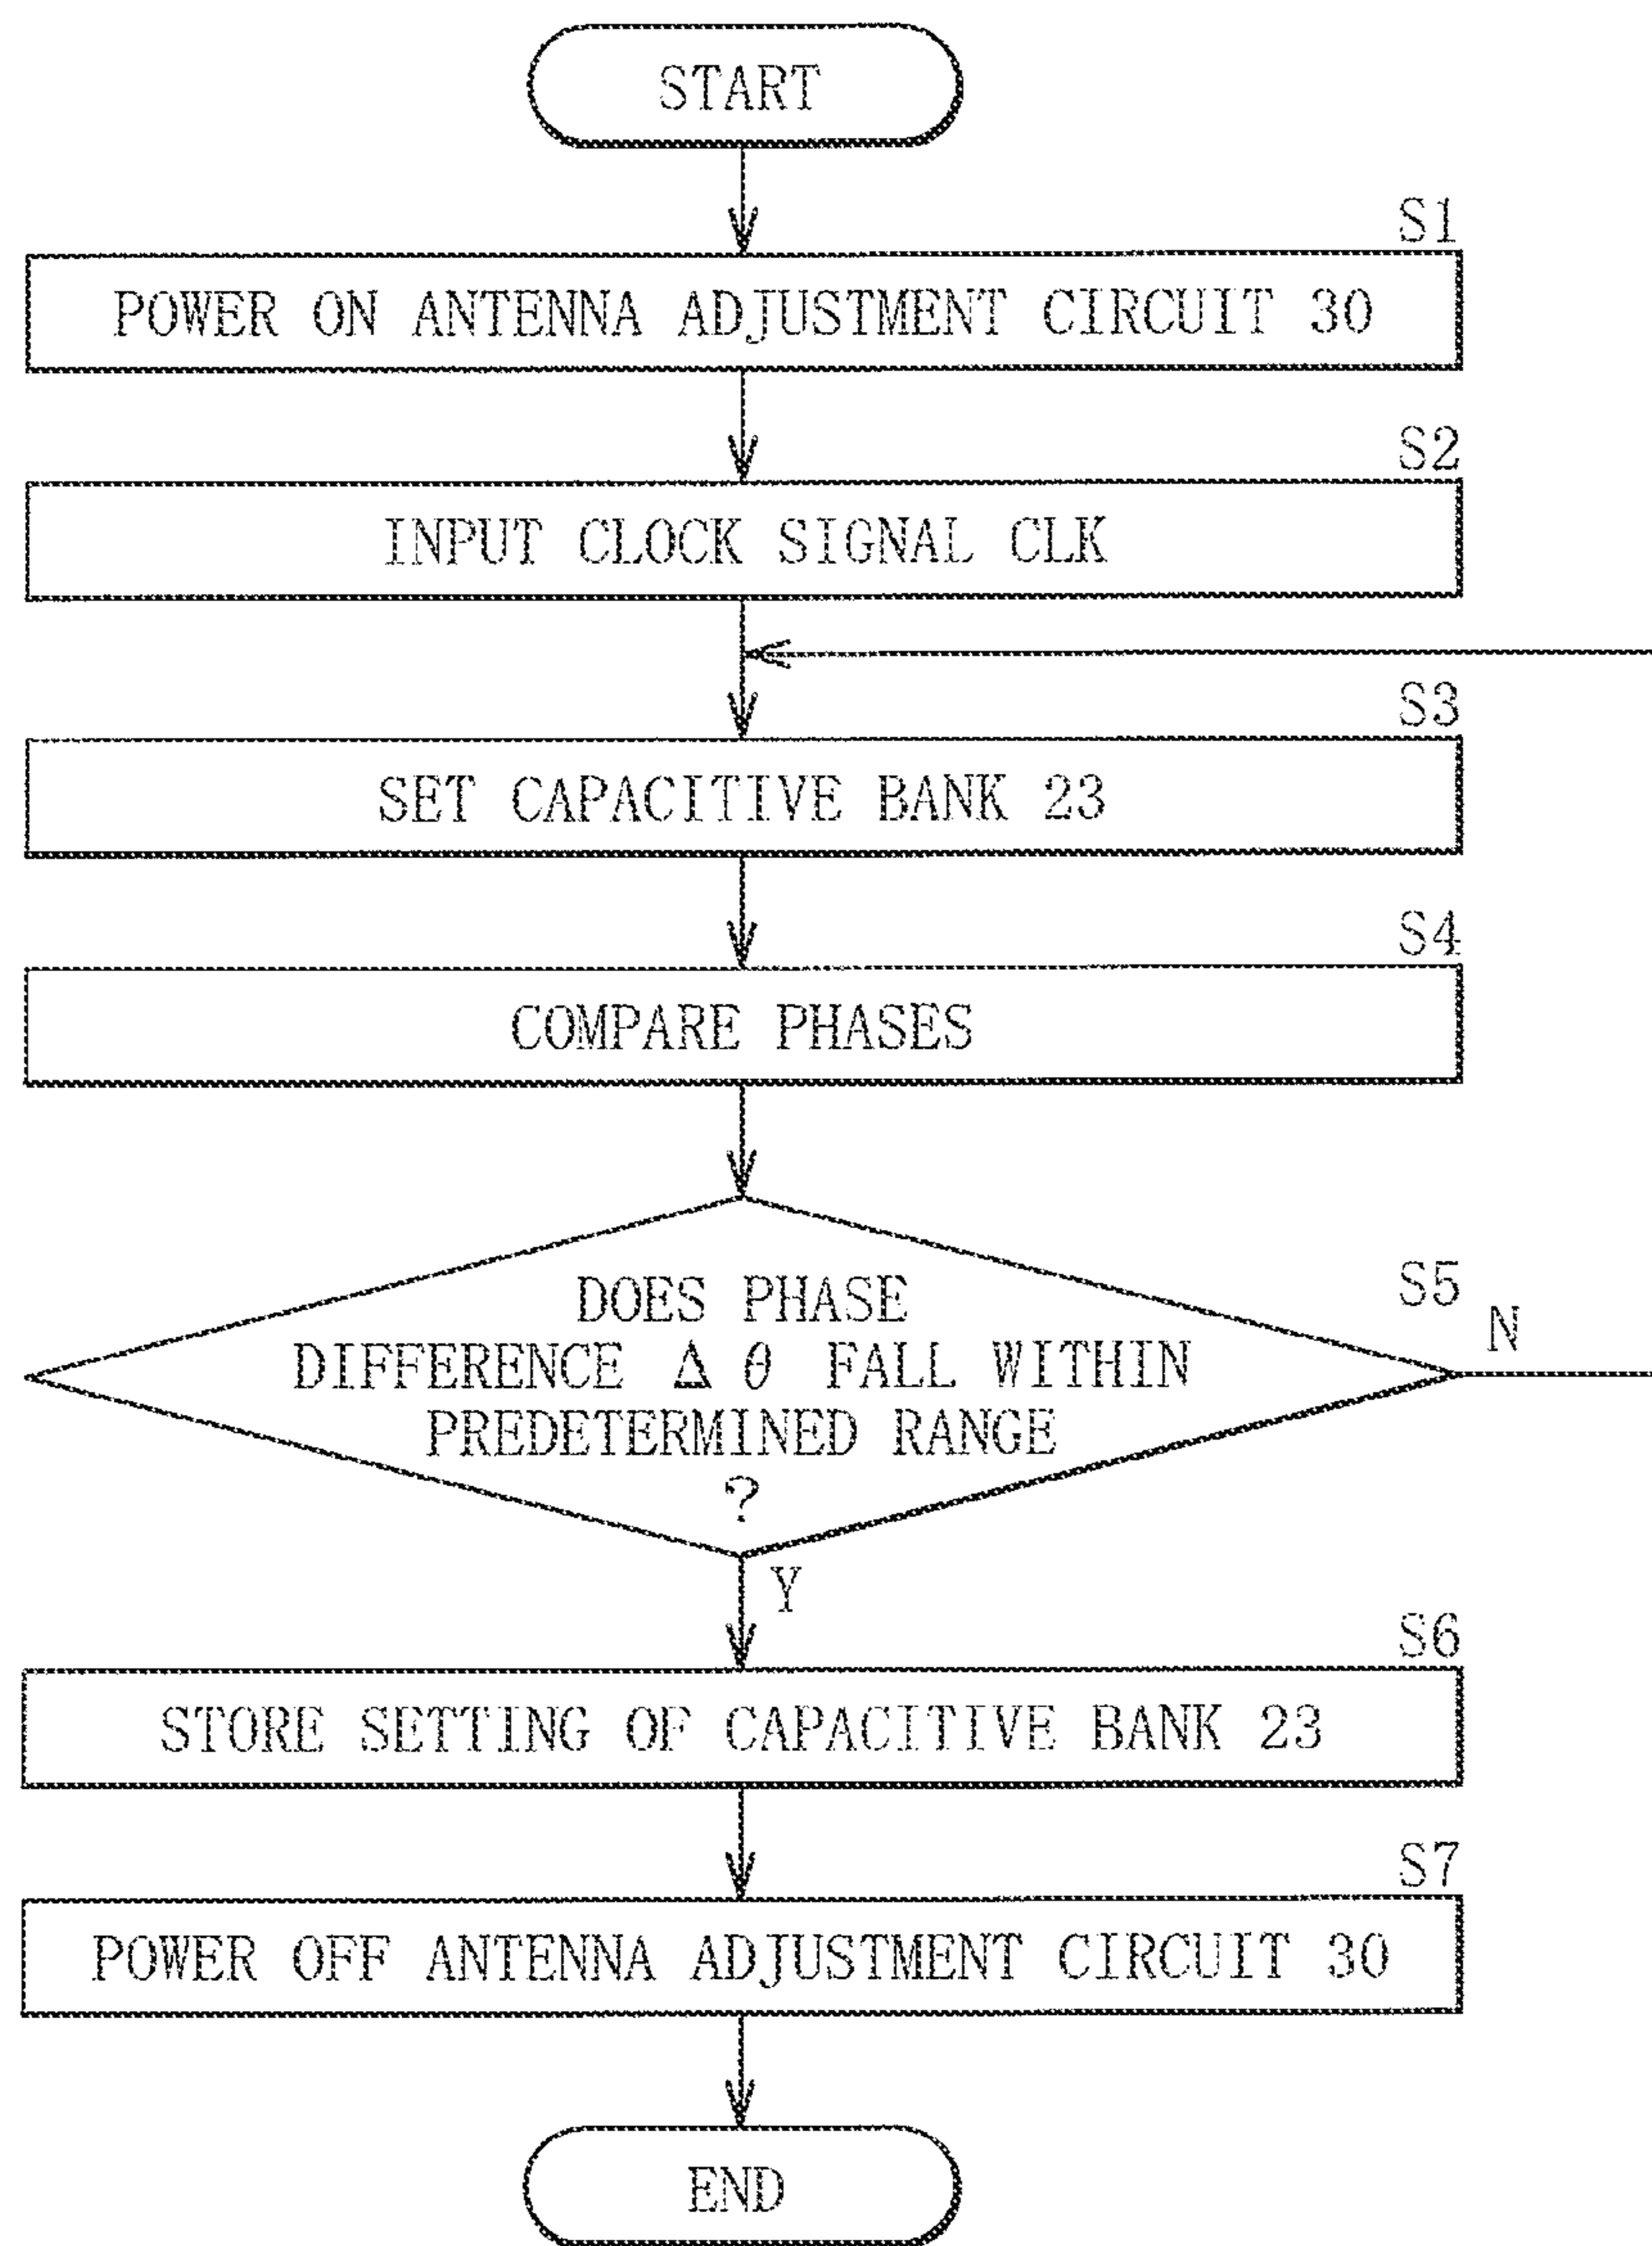 START
S1
POWER ON ANTENNA ADJUSTMENT CIRCUIT 30
S2
INPUT CLOCK SIGNAL CLK
S3
SET CAPACITIVE BANK 23
S4
COMPARE PHASES
S5
DOES PHASE
N
DIFFERENCE Δ θ FALL WITHIN
PREDETERMINED RANGE
?
Y
S6
STORE SETTING OF CAPACITIVE BANK 23
S7
POWER OFF ANTENNA ADJUSTMENT CIRCUIT 30
END